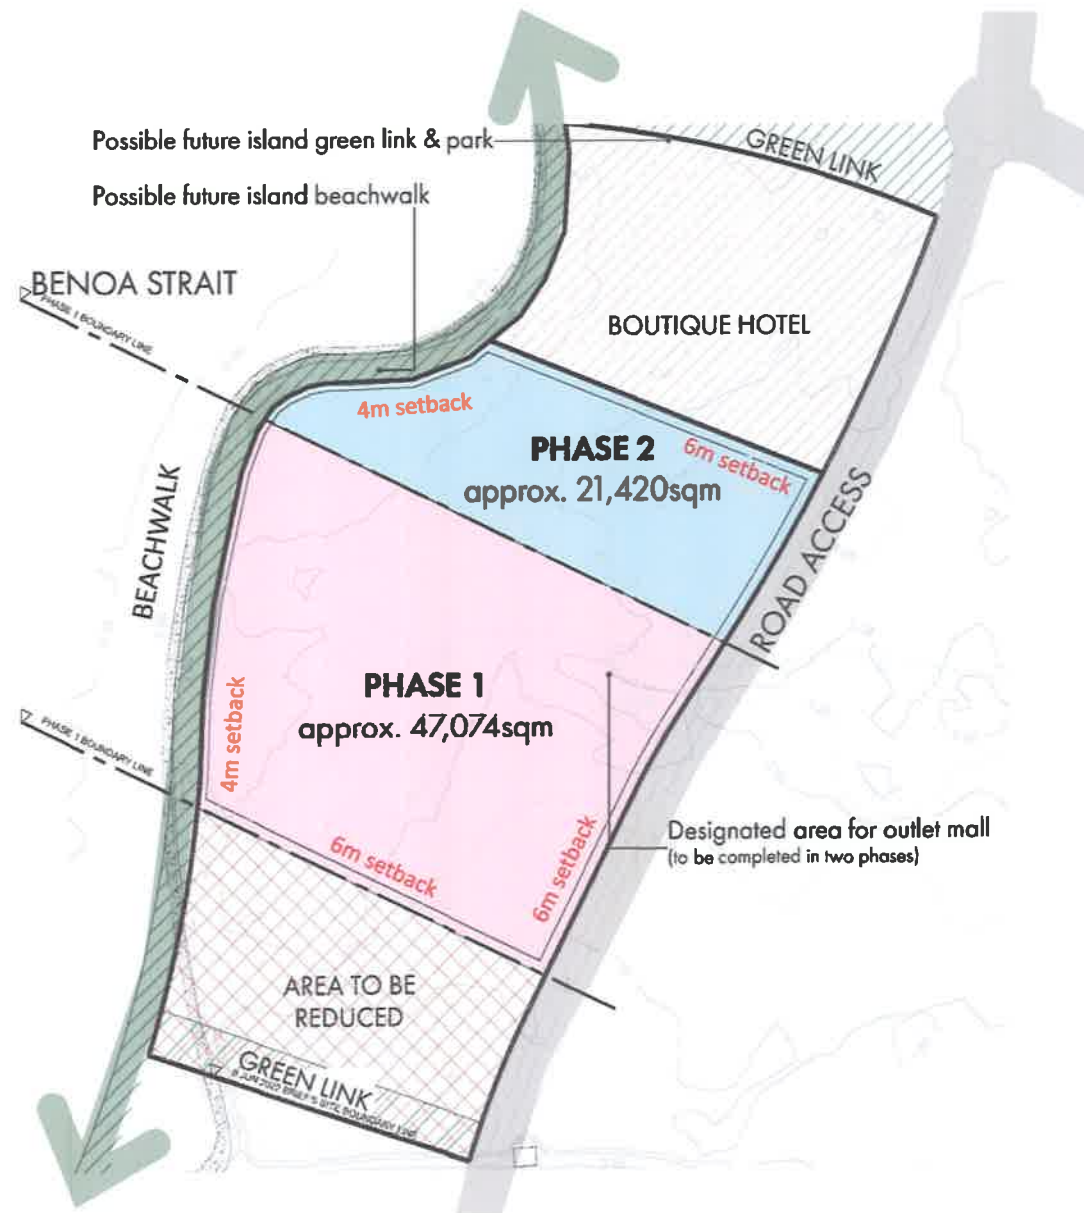 Possible future island green link & park
GREEN LINK
Possible future island beachwalk
BENOA STRAIT
PHASE 1 BOUNDARY LINE
BOUTIQUE HOTEL
4m setback
PHASE 2
approx. 21,420sqm
6m setback
BEACHWALK
ROAD ACCESS
PHASE 1
approx. 47,074sqm
4m setback
PHASE 1 BOUNDARY LINE
Designated area for outlet mall
(to be completed in two phases)
6m setback
6m setback
AREA TO BE
REDUCED
GREEN LINK
SITE BOUNDARY LINE